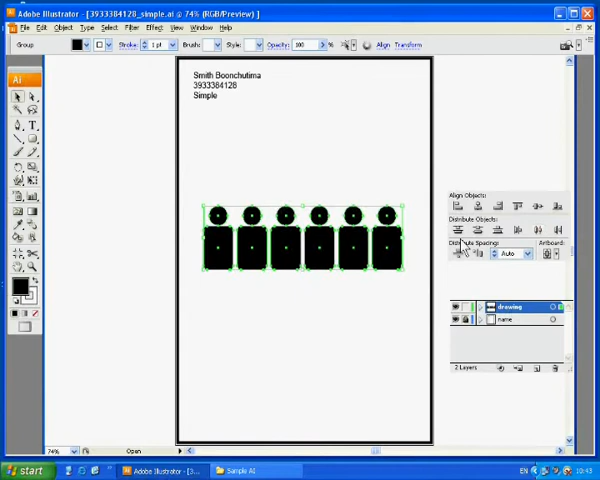 Adobe Illustrator - [3933384128_simple.ai @ 74% (RGB/Preview) ]
File Edit Object Type Select Filter Effect View Window Help
Group Stroke: 1 pt Brush: Style: Opacity: 100 % Align Transform
Ai
Smith Boonchutima
3933384128
Simple
Align Objects:
Distribute Objects:
Distribute Spacing: Artboard:
Auto
drawing
name
2 Layers
74% Open
start Adobe Illustrator - [3... Sample AI EN 10:43